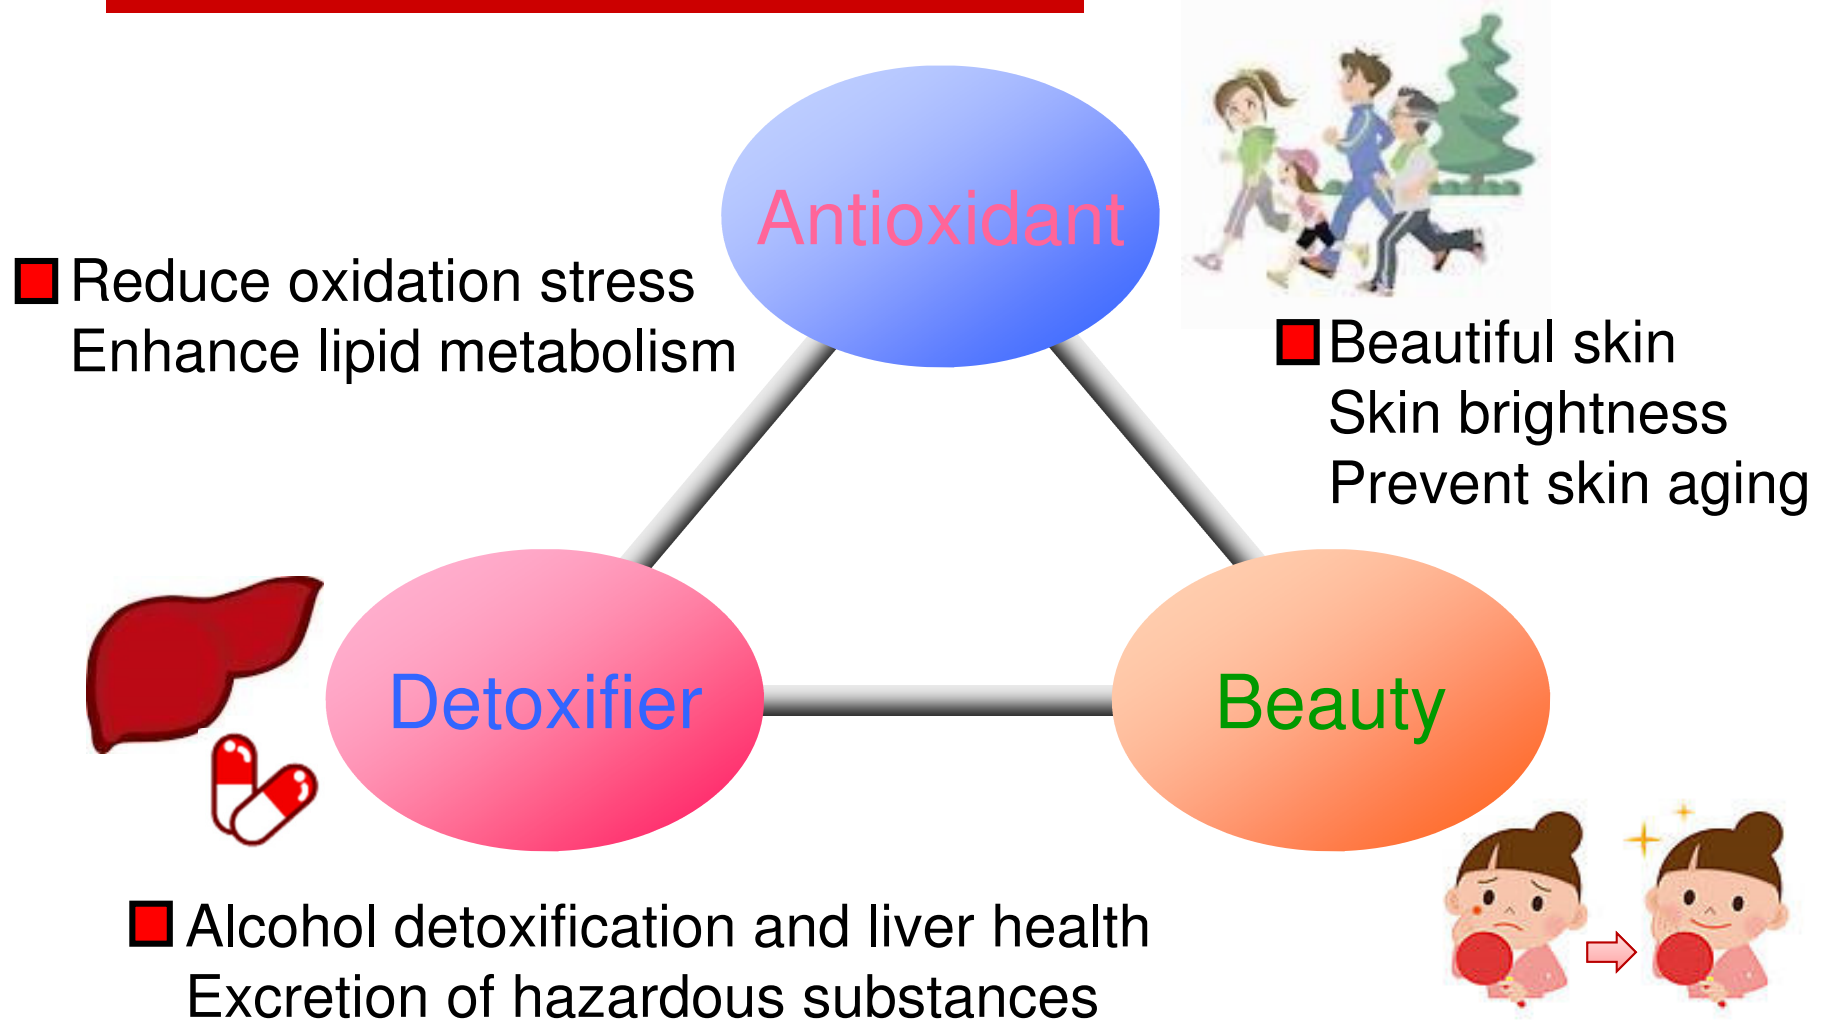 Antioxidant
Reduce oxidation stress
Enhance lipid metabolism
Beautiful skin
Skin brightness
Prevent skin aging
Detoxifier
Beauty
Alcohol detoxification and liver health
Excretion of hazardous substances